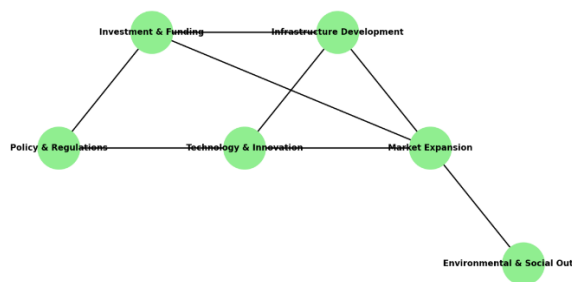 Investment & Funding
Infrastructure Development
Policy & Regulations
Technology & Innovation
Market Expansion
Environmental & Social Out